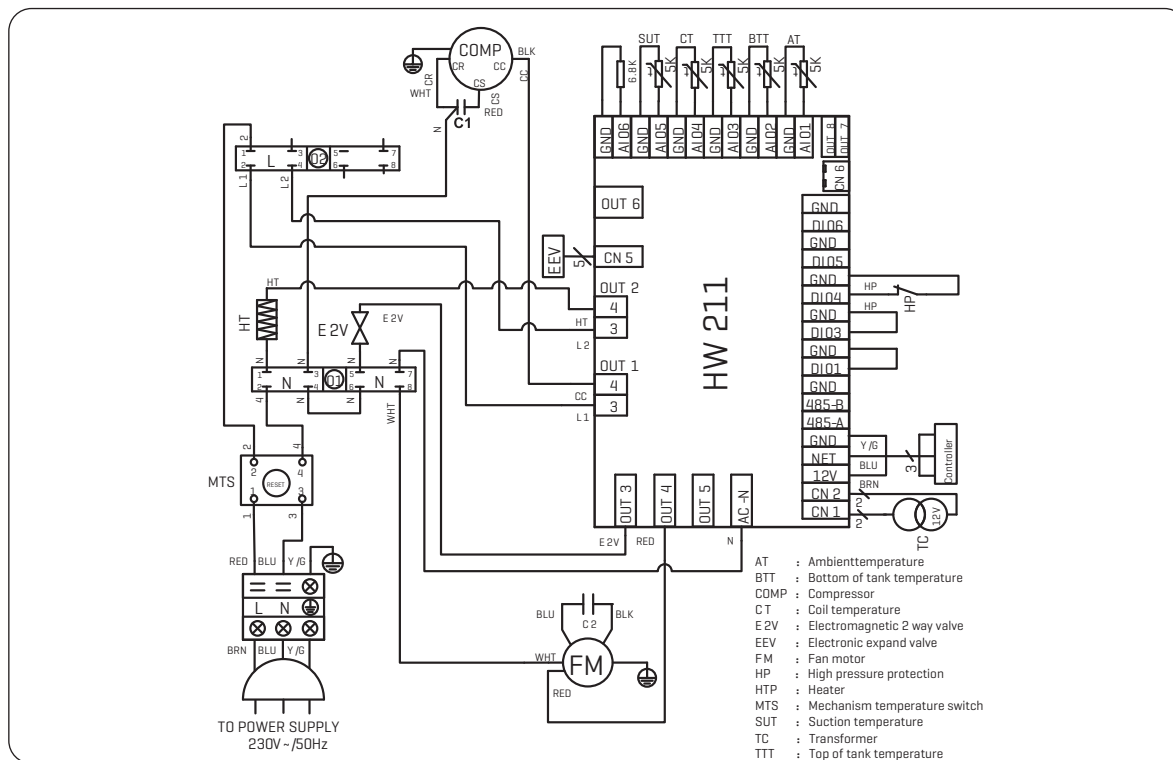 SUT
CT
TTT
BTT
AT
6.8K
5K
5K
5K
5K
5K
GND
AI06
GND
AI05
GND
AI04
GND
AI03
GND
AI02
GND
AI01
OUT 8
OUT 7
CN 6
COMP
CR
CC
CS
BLK
CC
CR
WHT
CS
RED
C1
N
2
1
2
L
3
4
02
5
6
7
8
L1
L2
OUT 6
EEV
5
CN 5
HT
OUT 2
4
HT
3
L2
HT
E 2V
E 2V
HW 211
OUT 1
4
CC
3
L1
N
N
N
N
1
2
N
3
4
01
5
6
N
7
8
4
N
N
WHT
2
4
MTS
2
4
RESET
1
3
1
3
RED
BLU
Y/G
L
N
BRN
BLU
Y/G
TO POWER SUPPLY
230V~/50Hz
GND
DI06
GND
DI05
GND
DI04
GND
DI03
GND
DI01
GND
485-B
485-A
GND
NET
12V
CN 2
CN 1
HP
HP
HP
Y/G
BLU
BRN
3
Controller
2
2
12V
TC
OUT 3
OUT 4
OUT 5
AC-N
E 2V
RED
N
BLU
C 2
BLK
WHT
FM
RED
AT : Ambienttemperature
BTT : Bottom of tank temperature
COMP : Compressor
C T : Coil temperature
E 2V : Electromagnetic 2 way valve
EEV : Electronic expand valve
F M : Fan motor
HP : High pressure protection
HTP : Heater
MTS : Mechanism temperature switch
SUT : Suction temperature
TC : Transformer
TTT : Top of tank temperature